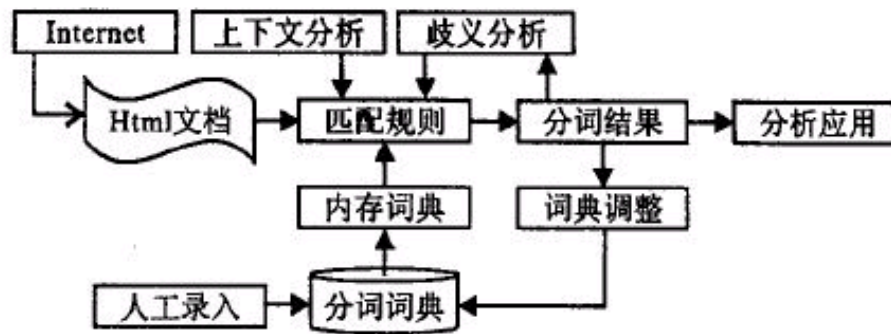 Internet
上下文分析
歧义分析
Html文档
匹配规则
分词结果
分析应用
内存词典
词典调整
人工录入
分词词典